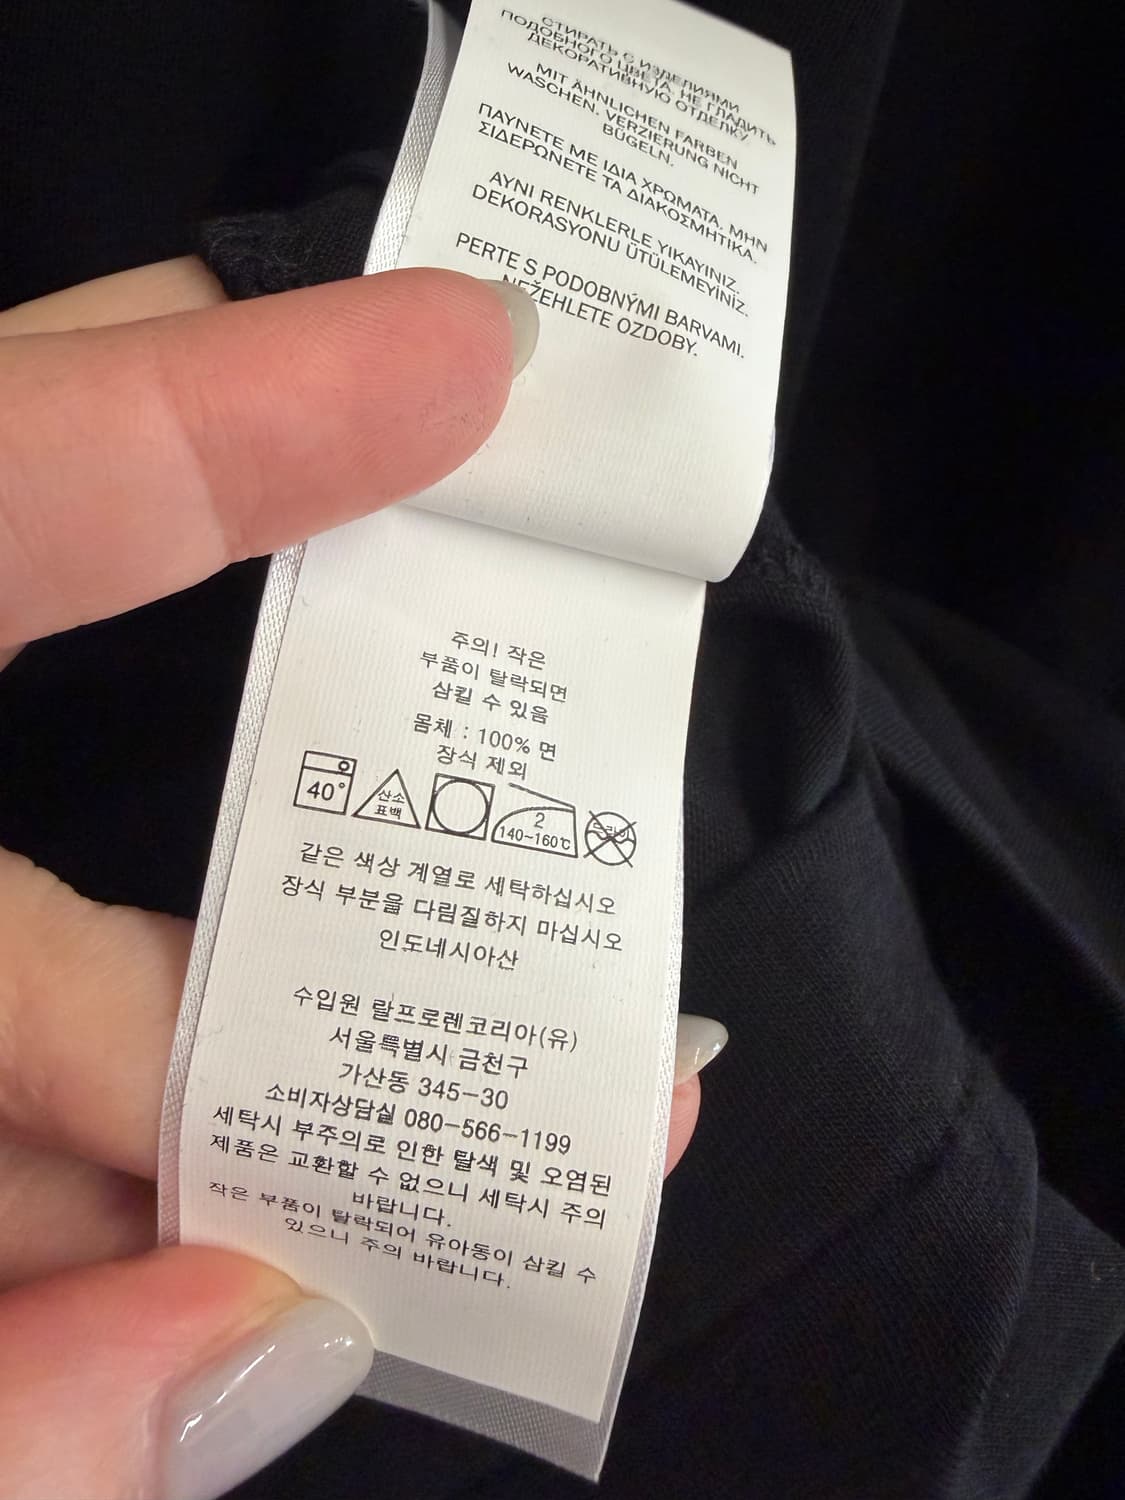 СТИРАТЬ С ИЗДЕЛИЯМИ
ПОДОБНОГО ЦВЕТА. НЕ ГЛАДИТЬ
ДЕКОРАТИВНУЮ ОТДЕЛКУ
MIT ÄHNLICHEN FARBEN
WASCHEN. VERZIERUNG NICHT
BÜGELN.
ΠΛΥΝΕΤΕ ΜΕ ΙΔΙΑ ΧΡΩΜΑΤΑ. ΜΗΝ
ΣΙΔΕΡΩΝΕΤΕ ΤΑ ΔΙΑΚΟΣΜΗΤΙΚΑ.
AYNI RENKLERLE YIKAYINIZ.
DEKORASYONU ÜTÜLEMEYİNİZ.
PERTE S PODOBNÝMI BARVAMI.
NEŽEHLETE OZDOBY.
주의! 작은
부품이 탈락되면
삼킬 수 있음
몸체 : 100% 면
장식 제외
40° 산소 표백 2 140~160℃ 드라이
같은 색상 계열로 세탁하십시오
장식 부분을 다림질하지 마십시오
인도네시아산
수입원 랄프로렌코리아(유)
서울특별시 금천구
가산동 345-30
소비자상담실 080-566-1199
세탁시 부주의로 인한 탈색 및 오염된
제품은 교환할 수 없으니 세탁시 주의
바랍니다.
작은 부품이 탈락되어 유아동이 삼킬 수
있으니 주의 바랍니다.